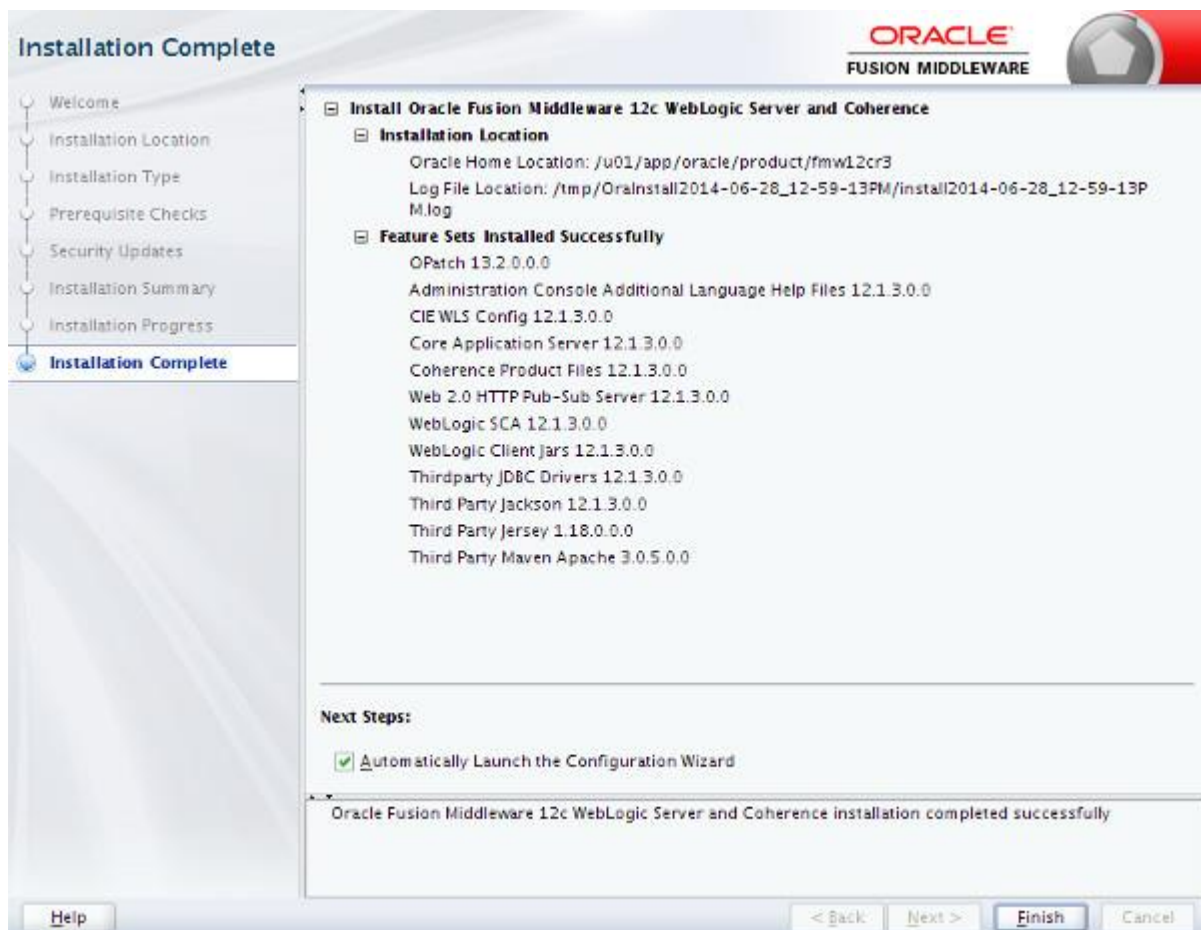 Installation Complete
ORACLE
FUSION MIDDLEWARE
Welcome
Installation Location
Installation Type
Prerequisite Checks
Security Updates
Installation Summary
Installation Progress
Installation Complete
Install Oracle Fusion Middleware 12c WebLogic Server and Coherence
Installation Location
Oracle Home Location: /u01/app/oracle/product/fmw12cr3
Log File Location: /tmp/OraInstall2014-06-28_12-59-13PM/install2014-06-28_12-59-13P
M.log
Feature Sets Installed Successfully
OPatch 13.2.0.0.0
Administration Console Additional Language Help Files 12.1.3.0.0
CIE WLS Config 12.1.3.0.0
Core Application Server 12.1.3.0.0
Coherence Product Files 12.1.3.0.0
Web 2.0 HTTP Pub-Sub Server 12.1.3.0.0
WebLogic SCA 12.1.3.0.0
WebLogic Client Jars 12.1.3.0.0
Thirdparty JDBC Drivers 12.1.3.0.0
Third Party Jackson 12.1.3.0.0
Third Party Jersey 1.18.0.0.0
Third Party Maven Apache 3.0.5.0.0
Next Steps:
Automatically Launch the Configuration Wizard
Oracle Fusion Middleware 12c WebLogic Server and Coherence installation completed successfully
Help
< Back
Next >
Finish
Cancel